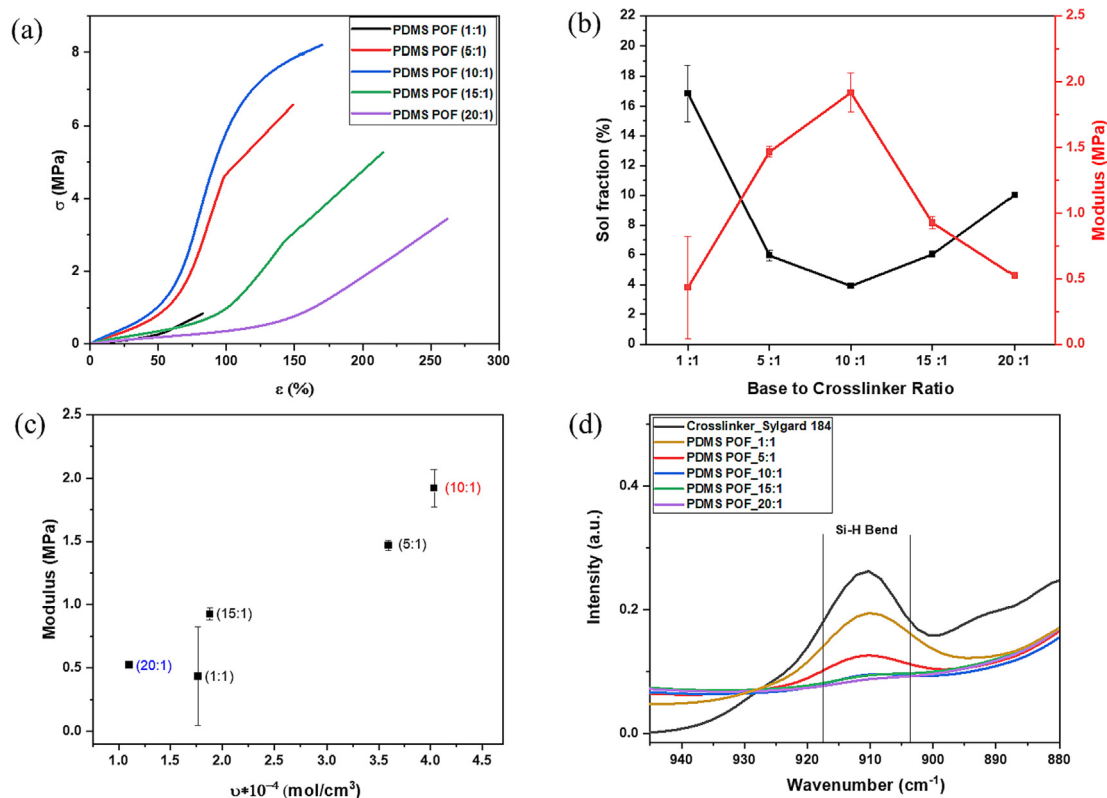 (a)
PDMS POF (1:1)
PDMS POF (5:1)
PDMS POF (10:1)
PDMS POF (15:1)
PDMS POF (20:1)
σ (MPa)
8
6
4
2
0
0 50 100 150 200 250 300
ε (%)
(b)
Sol fraction (%)
22
20
18
16
14
12
10
8
6
4
2
0
2.5
2.0
1.5
1.0
0.5
0.0
Modulus (MPa)
1 :1 5 :1 10 :1 15 :1 20 :1
Base to Crosslinker Ratio
(c)
Modulus (MPa)
2.5
2.0
1.5
1.0
0.5
0.0
(10:1)
(5:1)
(15:1)
(20:1)
(1:1)
1.0 1.5 2.0 2.5 3.0 3.5 4.0 4.5
υ*10⁻⁴ (mol/cm³)
(d)
Crosslinker_Sylgard 184
PDMS POF_1:1
PDMS POF_5:1
PDMS POF_10:1
PDMS POF_15:1
PDMS POF_20:1
Si-H Bend
Intensity (a.u.)
0.4
0.2
0.0
940 930 920 910 900 890 880
Wavenumber (cm⁻¹)